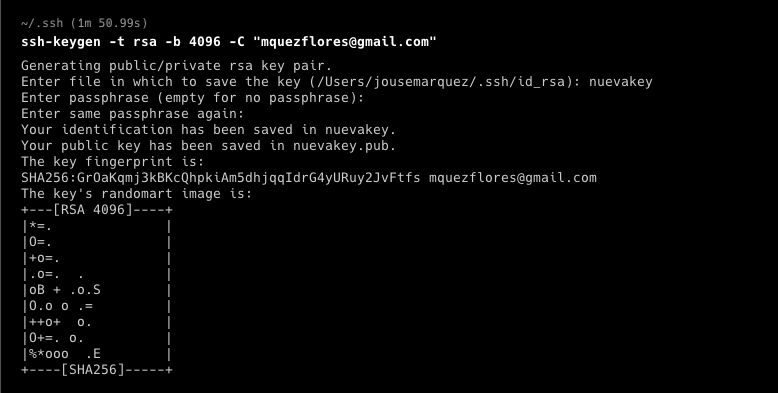 ~/.ssh (1m 50.99s)
ssh-keygen -t rsa -b 4096 -C "mquezflores@gmail.com"
Generating public/private rsa key pair.
Enter file in which to save the key (/Users/jousemarquez/.ssh/id_rsa): nuevakey
Enter passphrase (empty for no passphrase):
Enter same passphrase again:
Your identification has been saved in nuevakey.
Your public key has been saved in nuevakey.pub.
The key fingerprint is:
SHA256:GrOaKqmj3kBKcQhpkiAm5dhjqqIdrG4yURuy2JvFtfs mquezflores@gmail.com
The key's randomart image is:
+---[RSA 4096]----+
|*=.              |
|O=.              |
|+o=.             |
|.o=.  .          |
|oB + .o.S        |
|O.o o .=         |
|++o+  o.         |
|O+=. o.          |
|%*ooo  .E        |
+----[SHA256]-----+